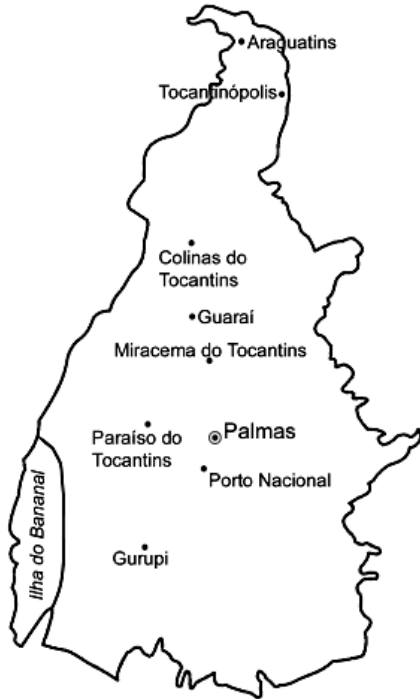 Araguatins
Tocantinópolis
Colinas do
Tocantins
Guaraí
Miracema do Tocantins
Paraíso do
Tocantins
Palmas
Porto Nacional
Ilha do Bananal
Gurupi